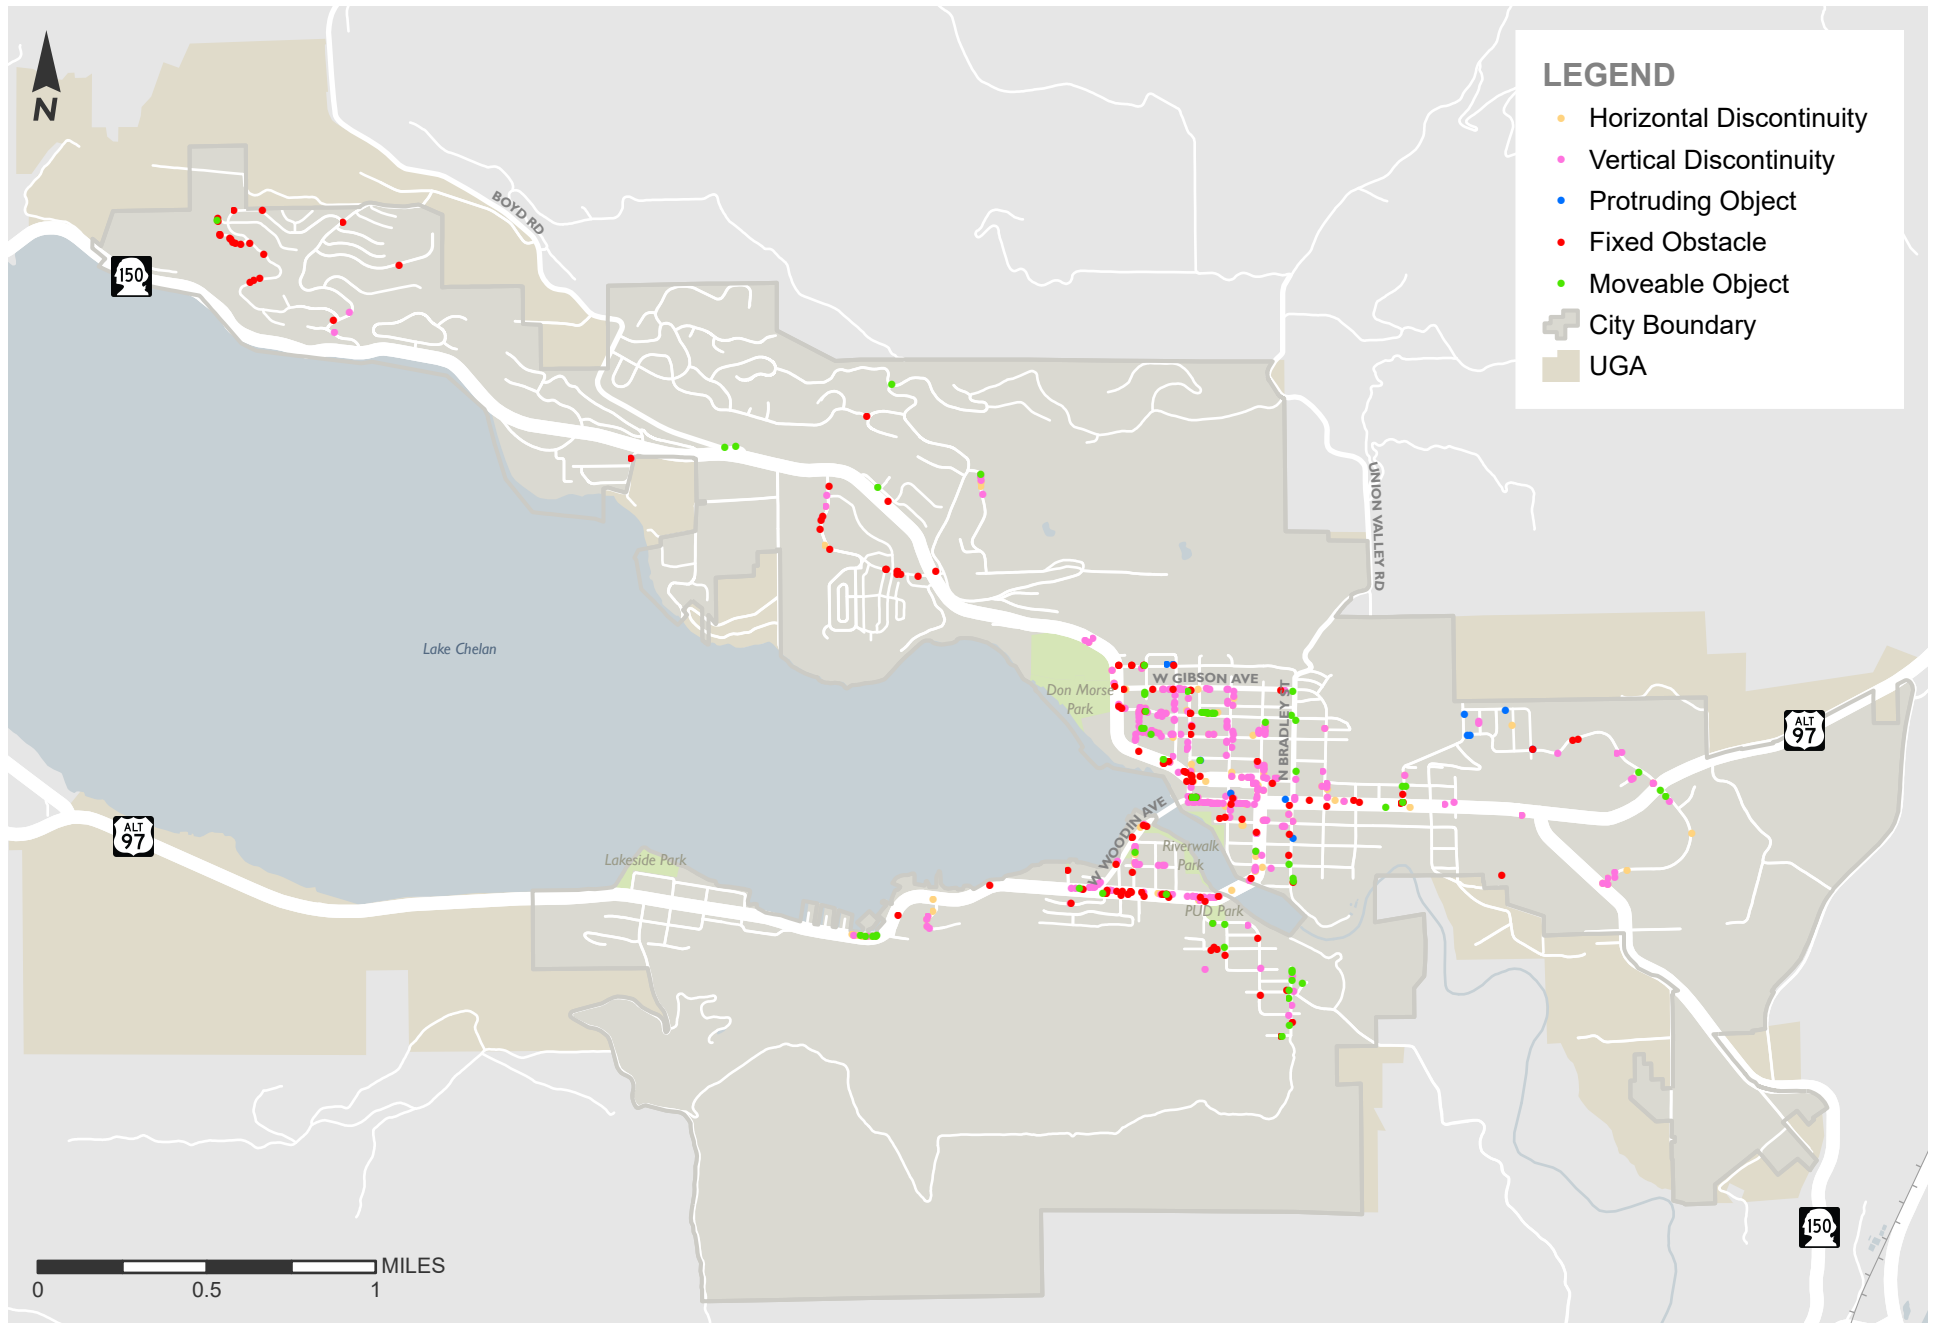 N
LEGEND
Horizontal Discontinuity
Vertical Discontinuity
Protruding Object
Fixed Obstacle
Moveable Object
City Boundary
UGA
BOYD RD
150
UNION VALLEY RD
Lake Chelan
Don Morse
Park
W GIBSON AVE
N BRADLEY ST
ALT
97
ALT
97
W WOODIN AVE
Riverwalk
Park
Lakeside Park
PUD Park
150
MILES
0
0.5
1